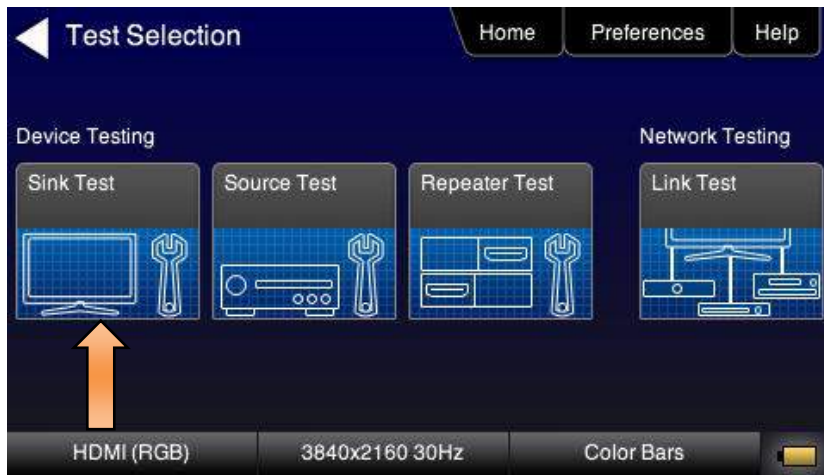 Test Selection
Home
Preferences
Help
Device Testing
Network Testing
Sink Test
Source Test
Repeater Test
Link Test
HDMI (RGB)
3840x2160 30Hz
Color Bars